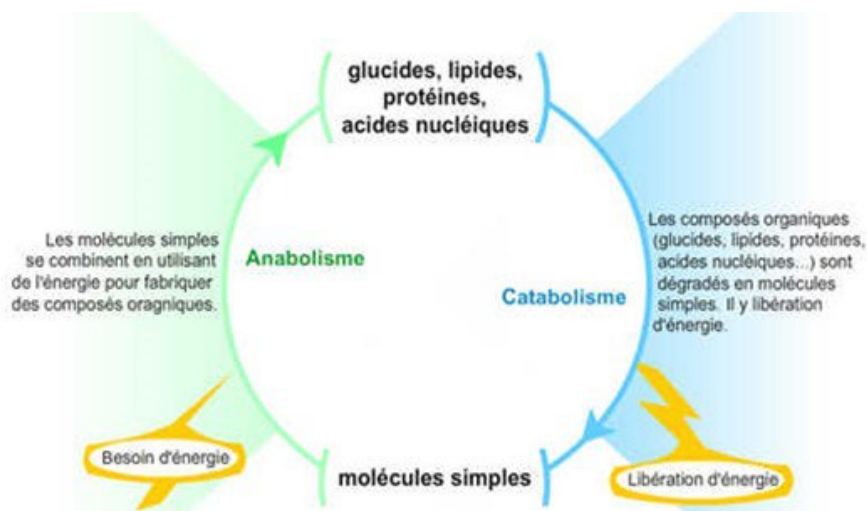 glucides, lipides,
protéines,
acides nucléiques
Les molécules simples
se combinent en utilisant
de l'énergie pour fabriquer
des composés oragniques.
Anabolisme
Catabolisme
Les composés organiques
(glucides, lipides, protéines,
acides nucléiques...) sont
dégradés en molécules
simples. Il y libération
d'énergie.
Besoin d'énergie
molécules simples
Libération d'énergie